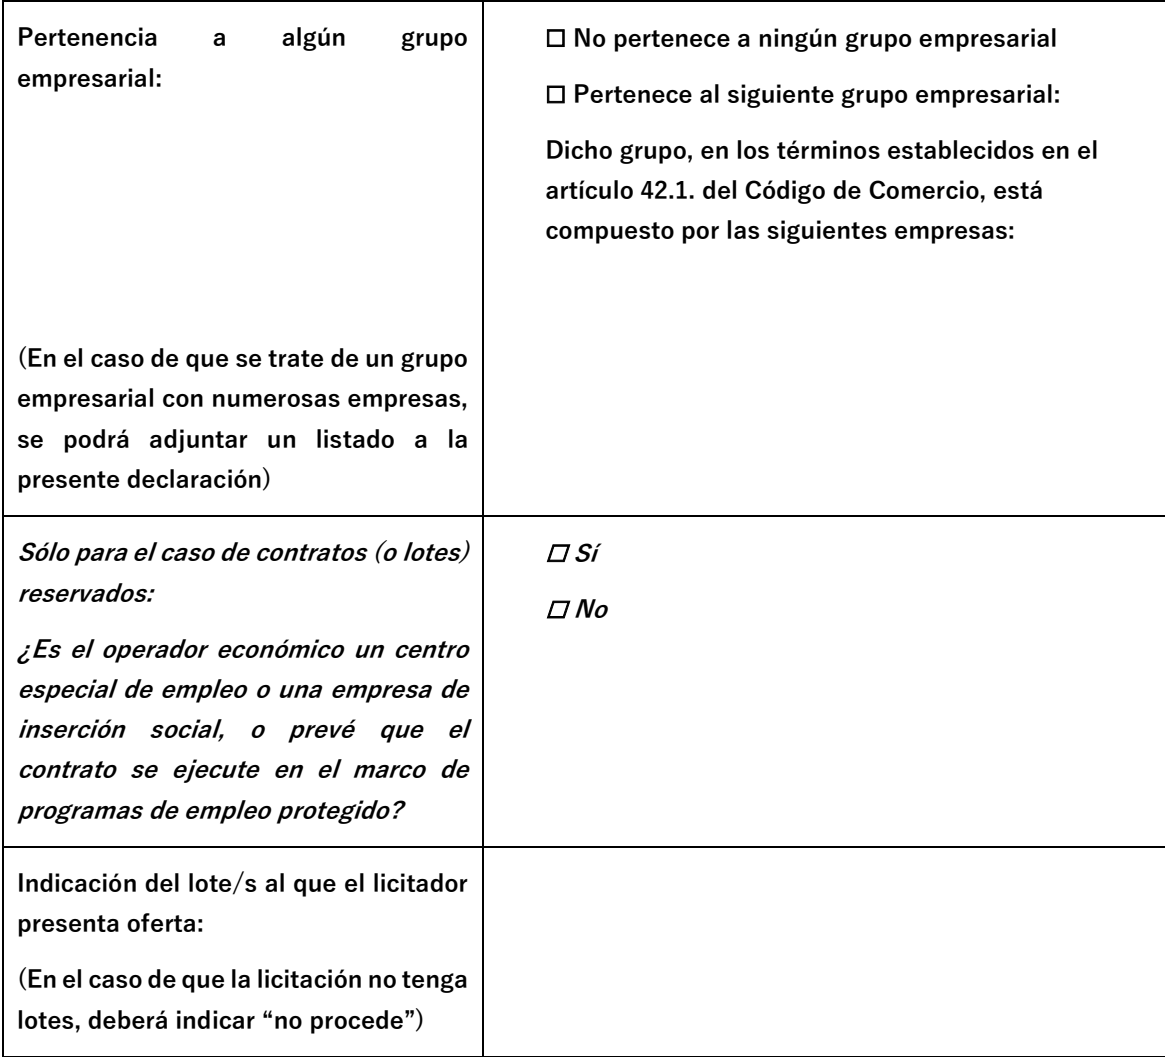 Pertenencia a algún grupo
empresarial:
(En el caso de que se trate de un grupo
empresarial con numerosas empresas,
se podrá adjuntar un listado a la
presente declaración)
☐ No pertenece a ningún grupo empresarial
☐ Pertenece al siguiente grupo empresarial:
Dicho grupo, en los términos establecidos en el
artículo 42.1. del Código de Comercio, está
compuesto por las siguientes empresas:
Sólo para el caso de contratos (o lotes)
reservados:
¿Es el operador económico un centro
especial de empleo o una empresa de
inserción social, o prevé que el
contrato se ejecute en el marco de
programas de empleo protegido?
☐ Sí
☐ No
Indicación del lote/s al que el licitador
presenta oferta:
(En el caso de que la licitación no tenga
lotes, deberá indicar “no procede”)